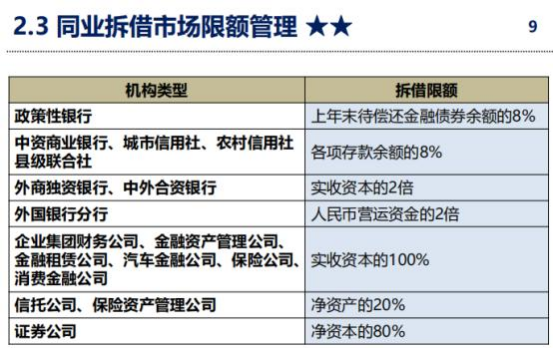 2.3 同业拆借市场限额管理 ★★
9
机构类型
拆借限额
政策性银行
上年末待偿还金融债券余额的8%
中资商业银行、城市信用社、农村信用社
县级联合社
各项存款余额的8%
外商独资银行、中外合资银行
实收资本的2倍
外国银行分行
人民币营运资金的2倍
企业集团财务公司、金融资产管理公司、
金融租赁公司、汽车金融公司、保险公司、
消费金融公司
实收资本的100%
信托公司、保险资产管理公司
净资产的20%
证券公司
净资本的80%